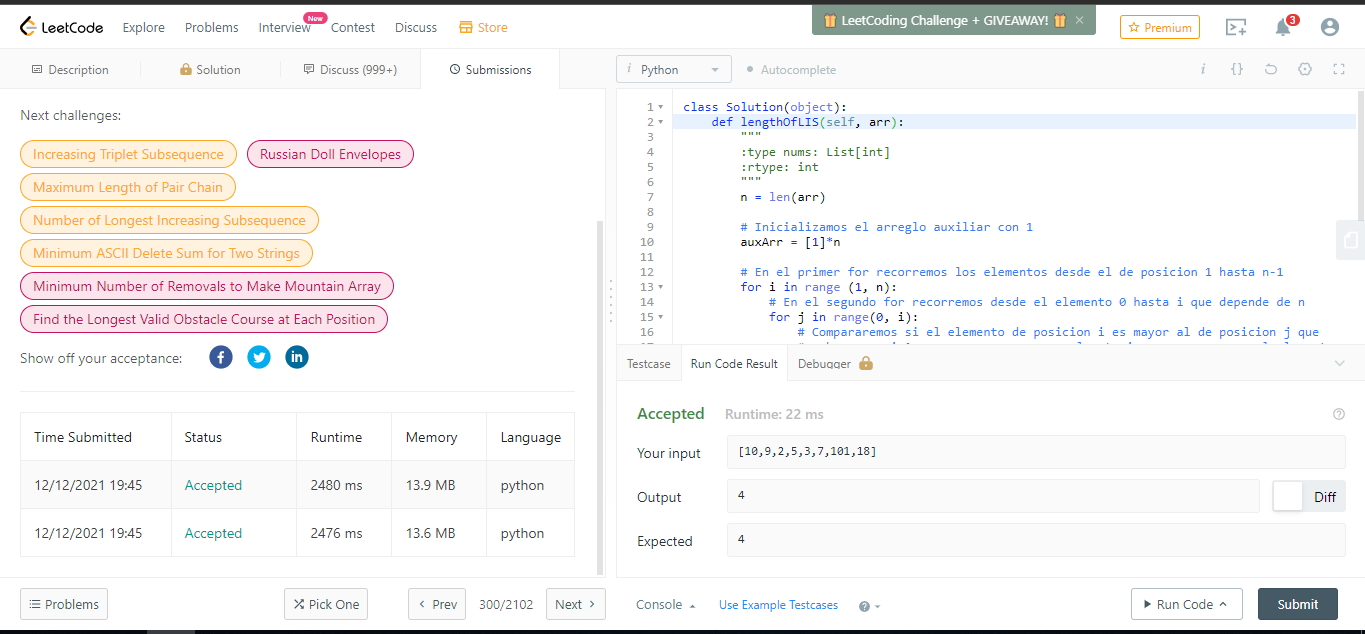 LeetCode Explore Problems Interview New Contest Discuss Store LeetCoding Challenge + GIVEAWAY! × Premium 3
Description Solution Discuss (999+) Submissions
i Python Autocomplete i {}
Next challenges:
Increasing Triplet Subsequence Russian Doll Envelopes
Maximum Length of Pair Chain
Number of Longest Increasing Subsequence
Minimum ASCII Delete Sum for Two Strings
Minimum Number of Removals to Make Mountain Array
Find the Longest Valid Obstacle Course at Each Position
Show off your acceptance: f in
Time Submitted Status Runtime Memory Language
12/12/2021 19:45 Accepted 2480 ms 13.9 MB python
12/12/2021 19:45 Accepted 2476 ms 13.6 MB python
Problems Pick One < Prev 300/2102 Next >
1 class Solution(object):
2 def lengthOfLIS(self, arr):
3 """
4 :type nums: List[int]
5 :rtype: int
6 """
7 n = len(arr)
8
9 # Inicializamos el arreglo auxiliar con 1
10 auxArr = [1]*n
11
12 # En el primer for recorremos los elementos desde el de posicion 1 hasta n-1
13 for i in range (1, n):
14 # En el segundo for recorremos desde el elemento 0 hasta i que depende de n
15 for j in range(0, i):
16 # Compararemos si el elemento de posicion i es mayor al de posicion j que
Testcase Run Code Result Debugger
Accepted Runtime: 22 ms ?
Your input [10,9,2,5,3,7,101,18]
Output 4 Diff
Expected 4
Console Use Example Testcases ? Run Code Submit